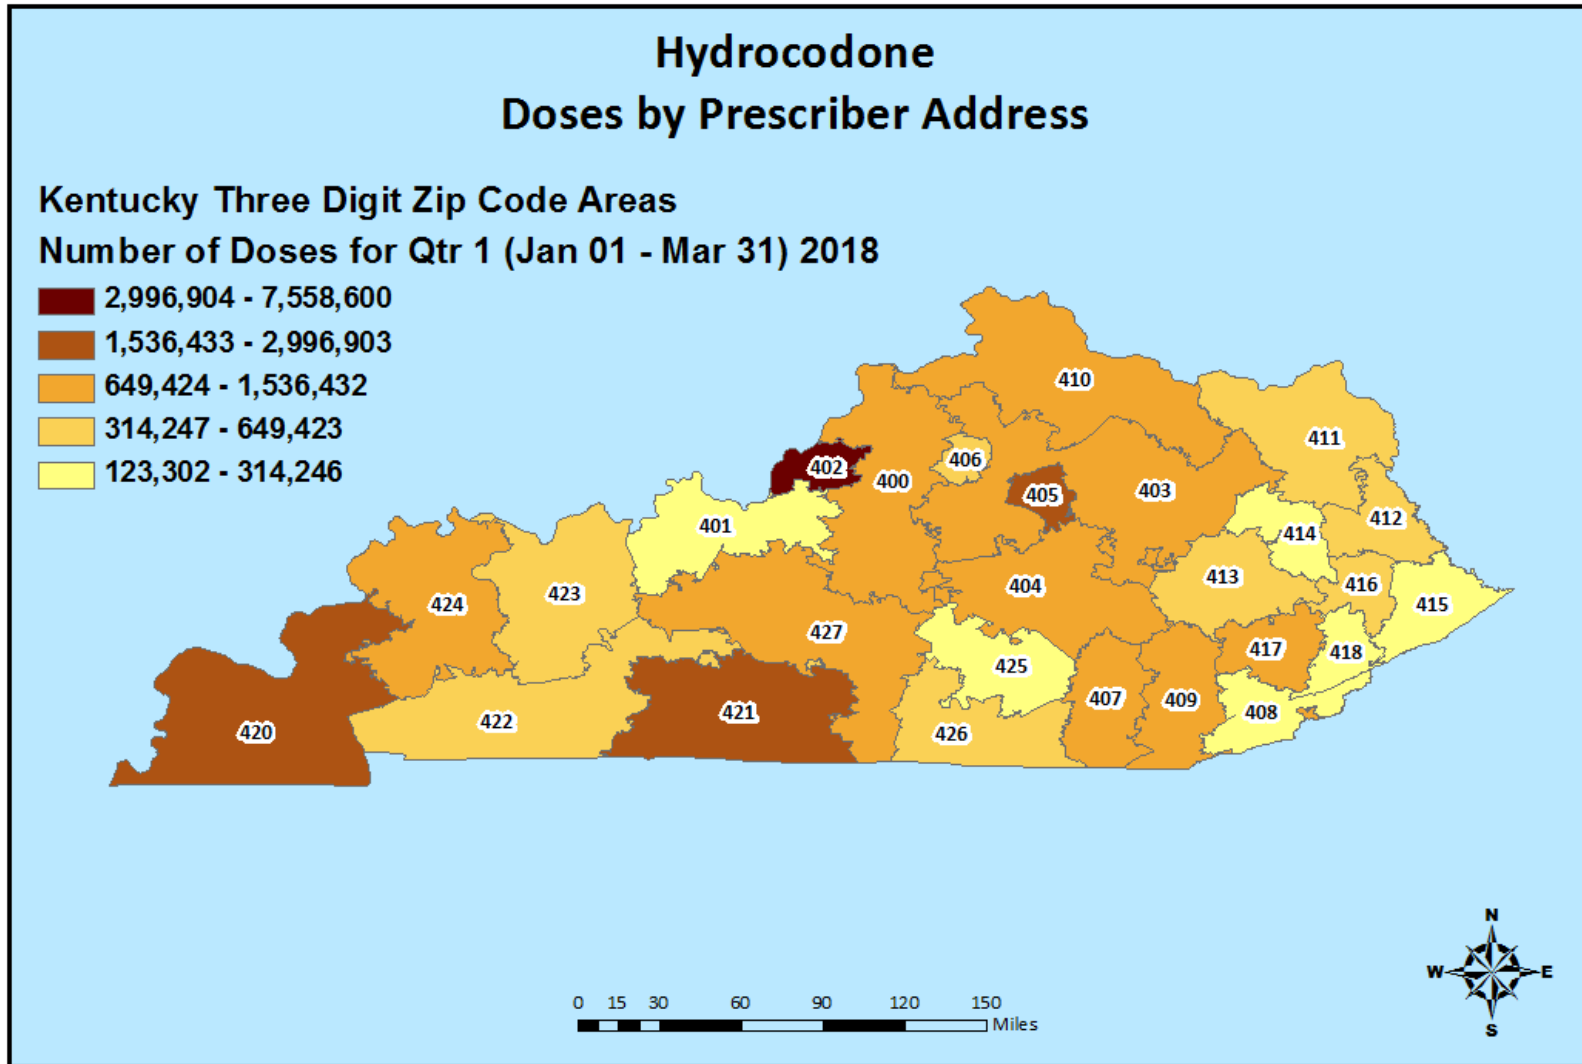 Hydrocodone
Doses by Prescriber Address
Kentucky Three Digit Zip Code Areas
Number of Doses for Qtr 1 (Jan 01 - Mar 31) 2018
2,996,904 - 7,558,600
1,536,433 - 2,996,903
649,424 - 1,536,432
314,247 - 649,423
123,302 - 314,246
410
411
406
402
400
405
403
401
412
414
413
416
404
424
423
415
427
417
418
425
407
409
408
421
422
420
426
N
W E
S
0 15 30 60 90 120 150
Miles